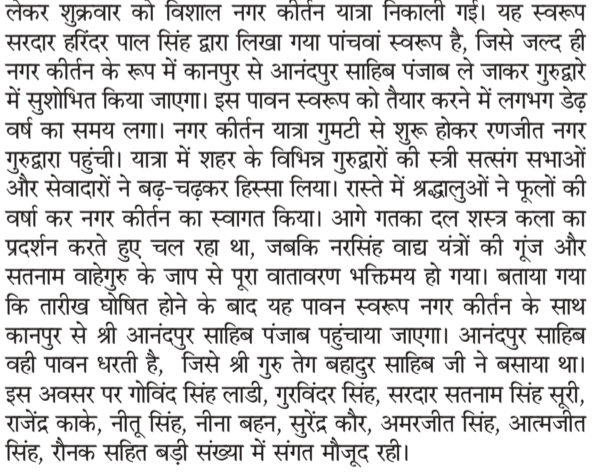 लेकर शुक्रवार को विशाल नगर कीर्तन यात्रा निकाली गई। यह स्वरूप
सरदार हरिंदर पाल सिंह द्वारा लिखा गया पांचवां स्वरूप है, जिसे जल्द ही
नगर कीर्तन के रूप में कानपुर से आनंदपुर साहिब पंजाब ले जाकर गुरुद्वारे
में सुशोभित किया जाएगा। इस पावन स्वरूप को तैयार करने में लगभग डेढ़
वर्ष का समय लगा। नगर कीर्तन यात्रा गुमटी से शुरू होकर रणजीत नगर
गुरुद्वारा पहुंची। यात्रा में शहर के विभिन्न गुरुद्वारों की स्त्री सत्संग सभाओं
और सेवादारों ने बढ़-चढ़कर हिस्सा लिया। रास्ते में श्रद्धालुओं ने फूलों की
वर्षा कर नगर कीर्तन का स्वागत किया। आगे गतका दल शस्त्र कला का
प्रदर्शन करते हुए चल रहा था, जबकि नरसिंह वाद्य यंत्रों की गूंज और
सतनाम वाहेगुरु के जाप से पूरा वातावरण भक्तिमय हो गया। बताया गया
कि तारीख घोषित होने के बाद यह पावन स्वरूप नगर कीर्तन के साथ
कानपुर से श्री आनंदपुर साहिब पंजाब पहुंचाया जाएगा। आनंदपुर साहिब
वही पावन धरती है, जिसे श्री गुरु तेग बहादुर साहिब जी ने बसाया था।
इस अवसर पर गोविंद सिंह लाडी, गुरविंदर सिंह, सरदार सतनाम सिंह सूरी,
राजेंद्र काके, नीतू सिंह, नीना बहन, सुरेंद्र कौर, अमरजीत सिंह, आत्मजीत
सिंह, रौनक सहित बड़ी संख्या में संगत मौजूद रही।